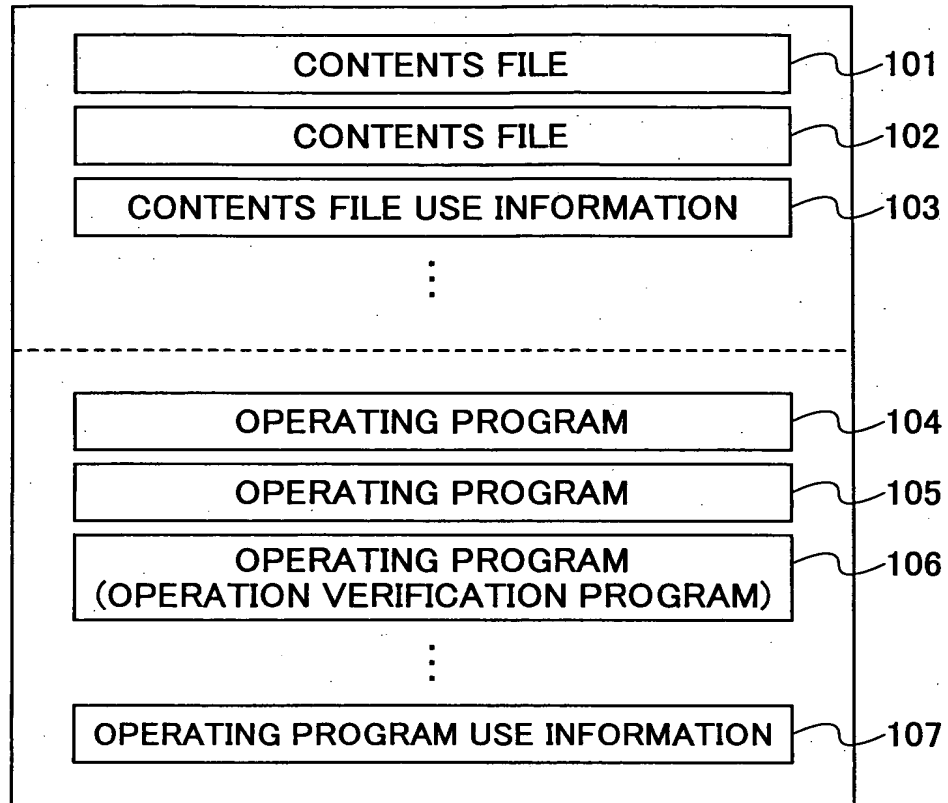 CONTENTS FILE 101
CONTENTS FILE 102
CONTENTS FILE USE INFORMATION 103
OPERATING PROGRAM 104
OPERATING PROGRAM 105
OPERATING PROGRAM 106
(OPERATION VERIFICATION PROGRAM)
OPERATING PROGRAM USE INFORMATION 107